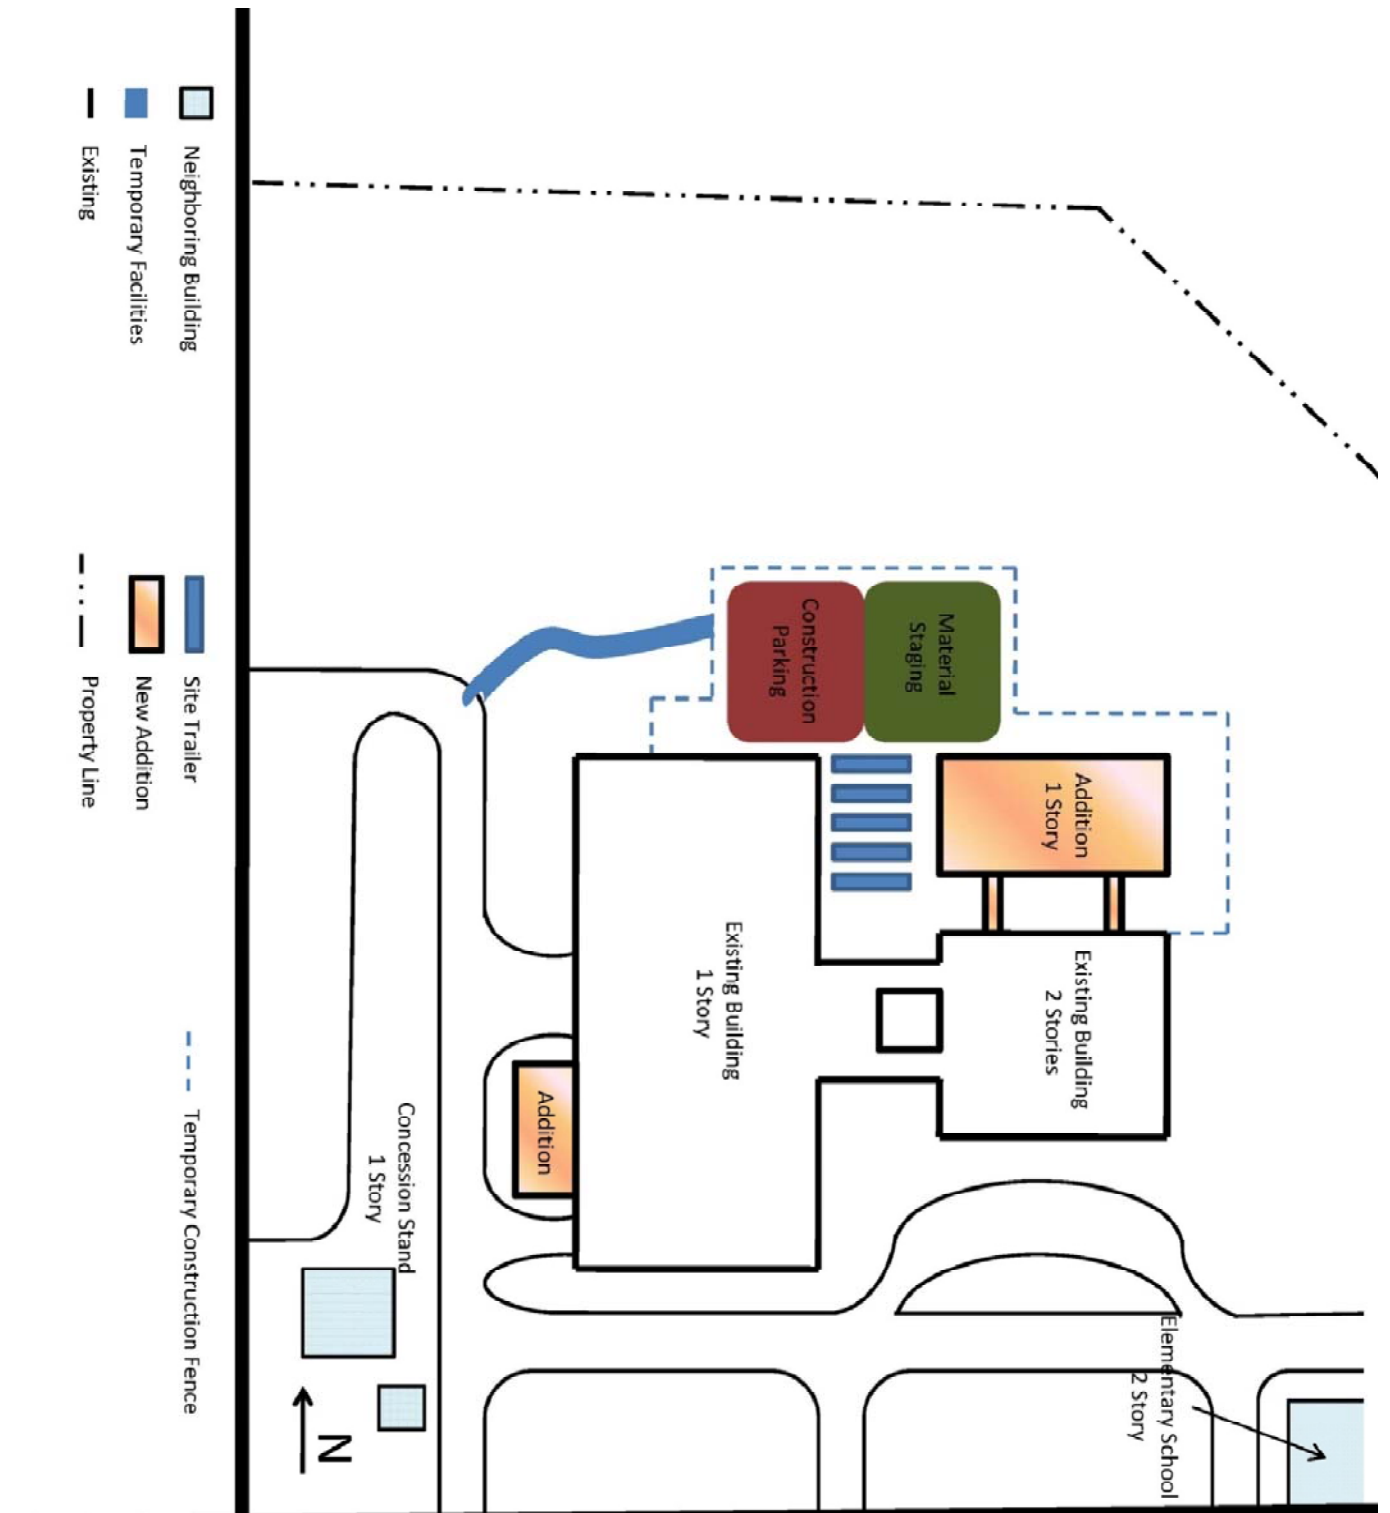 Material
Staging
Construction
Parking
Addition
1 Story
Existing Building
2 Stories
Existing Building
1 Story
Addition
Concession Stand
1 Story
Elementary School
2 Story
N
Neighboring Building
Temporary Facilities
Existing
Site Trailer
New Addition
Property Line
Temporary Construction Fence